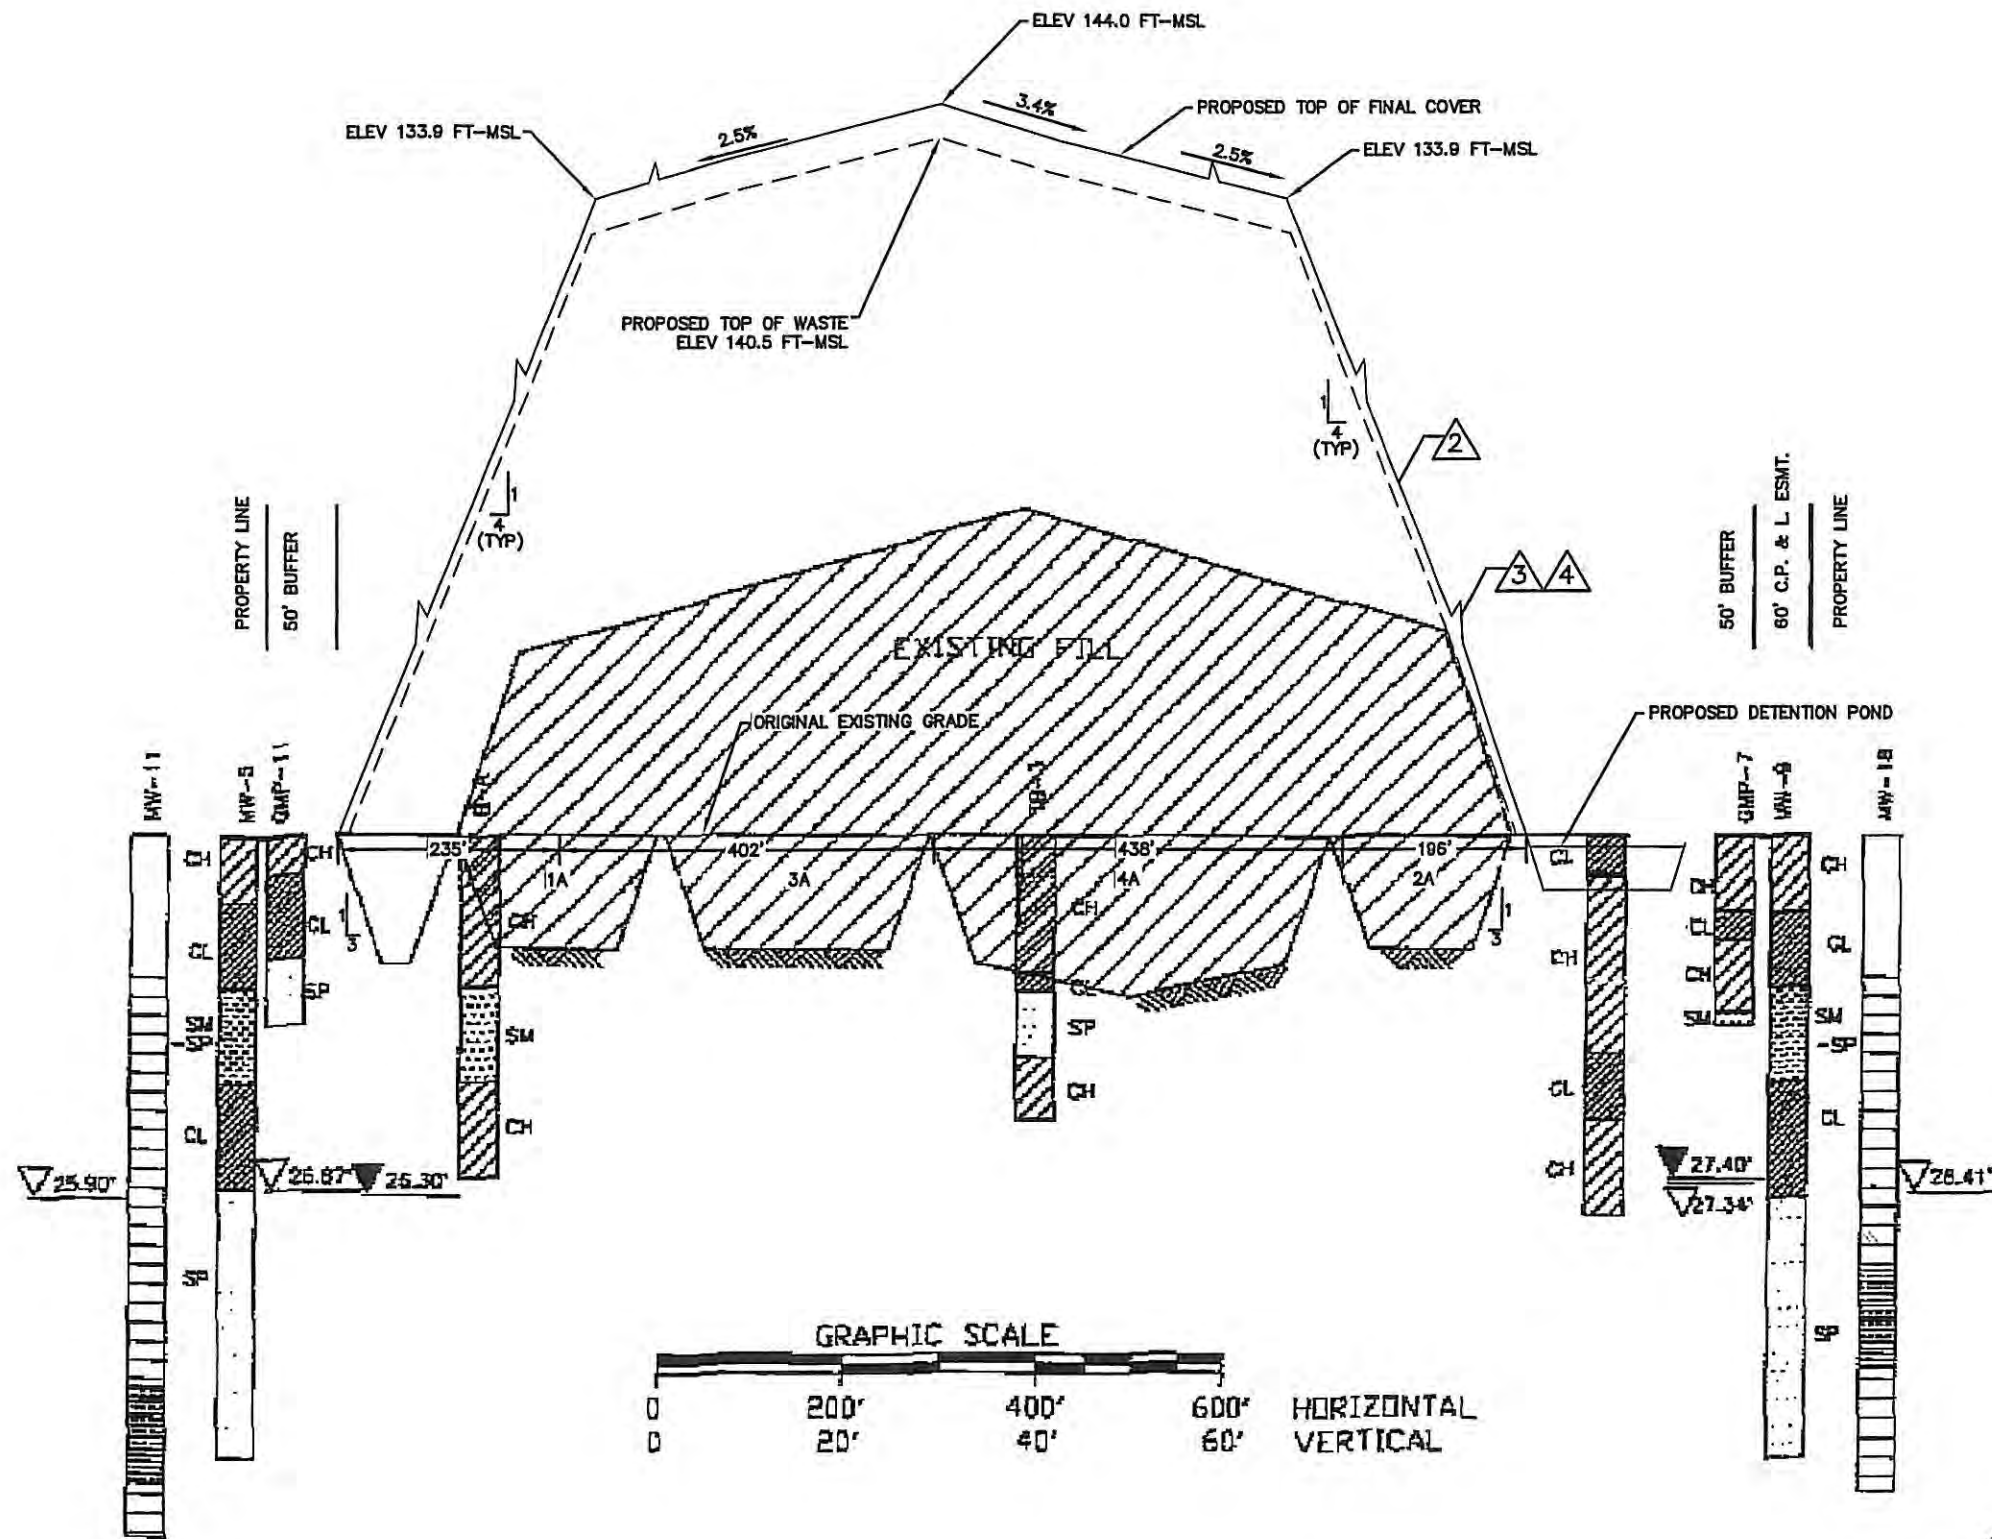 ELEV 144.0 FT-MSL
3.4%
PROPOSED TOP OF FINAL COVER
ELEV 133.9 FT-MSL
2.5%
2.5%
ELEV 133.9 FT-MSL
PROPOSED TOP OF WASTE
ELEV 140.5 FT-MSL
1
4
(TYP)
2
1
4
(TYP)
PROPERTY LINE
50' BUFFER
50' BUFFER
60' C.P. & L ESMT.
PROPERTY LINE
3
4
EXISTING FILL
ORIGINAL EXISTING GRADE
PROPOSED DETENTION POND
MW-11
MW-5
GMP-11
GMP-7
MW-9
MW-18
235'
402'
438'
196'
1A
3A
4A
2A
1
3
1
3
CH
CL
SM
-SP
CL
SP
CH
CL
SP
CH
SM
CH
CH
CL
SP
CH
CL
CH
CL
CH
CH
CL
CH
SM
CH
CL
SM
-SP
CL
SP
25.90'
26.87'
26.30'
27.40'
27.34'
26.41'
GRAPHIC SCALE
0 200' 400' 600' HORIZONTAL
0 20' 40' 60' VERTICAL